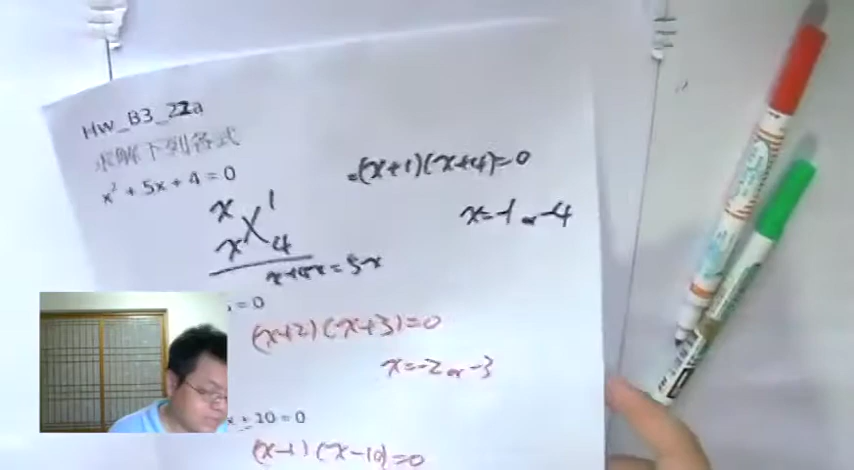 Hw_B3_22a
求解下列各式
x² + 5x + 4 = 0
=(x+1)(x+4)=0
x 1
x 4
x+4x=5x
x=-1 or -4
=0
(x+2)(x+3)=0
x=-2 or -3
x + 10 = 0
(x-1)(x-10)=0